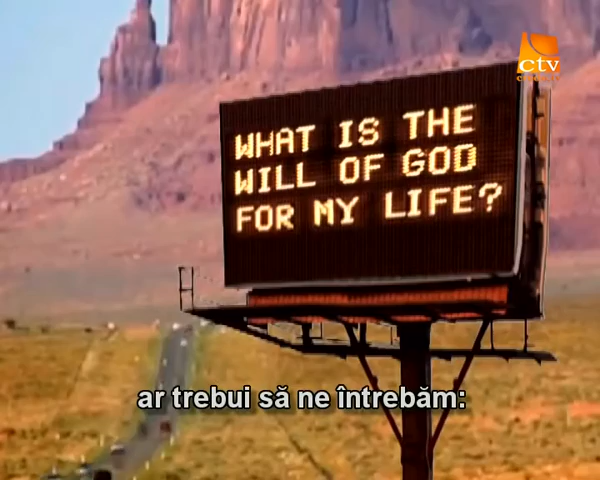 ctv
WHAT IS THE
WILL OF GOD
FOR MY LIFE?
ar trebui să ne întrebăm: